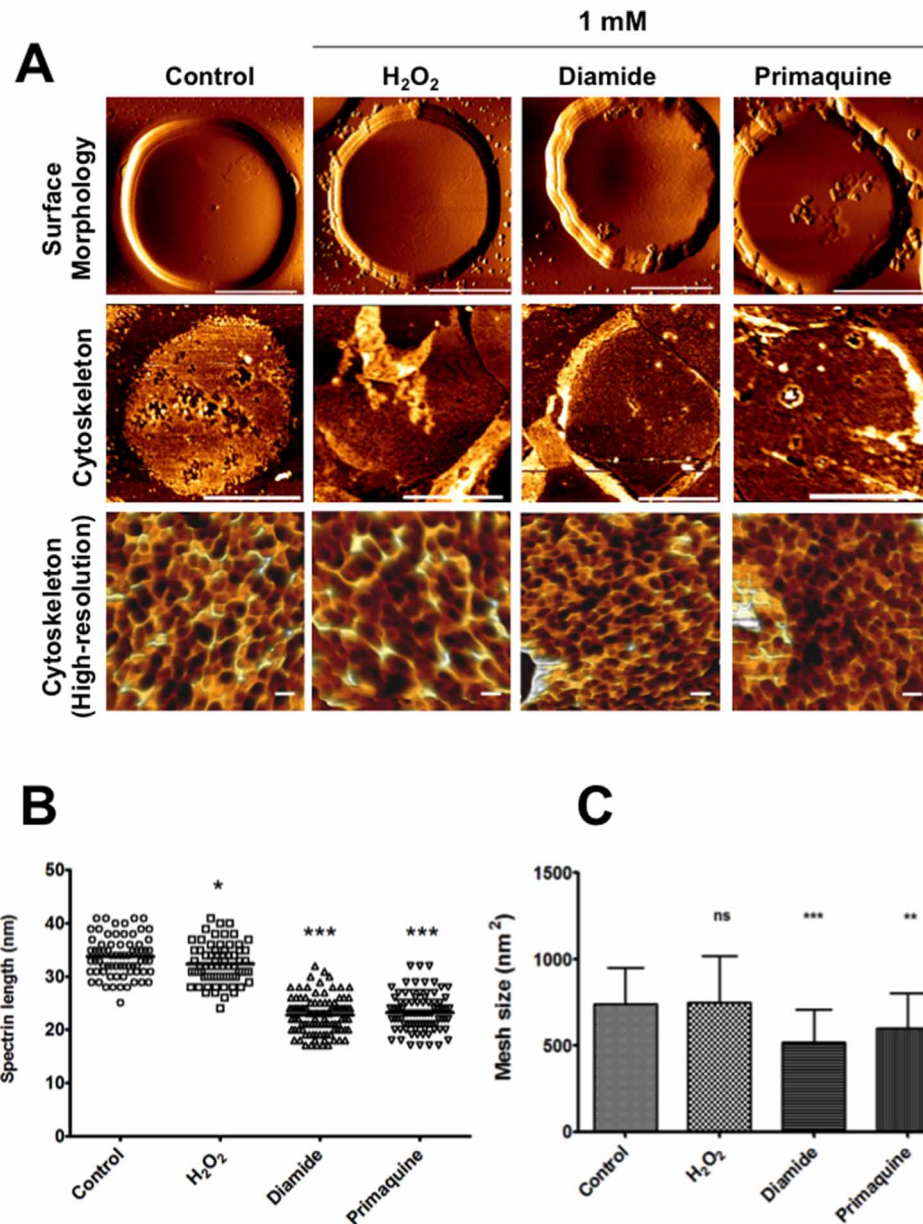 1 mM
A
Control
H₂O₂
Diamide
Primaquine
Surface
Morphology
Cytoskeleton
Cytoskeleton
(High-resolution)
B
Spectrin length (nm)
50
40
30
20
10
0
*
***
***
Control
H₂O₂
Diamide
Primaquine
C
Mesh size (nm²)
1500
1000
500
0
ns
***
**
Control
H₂O₂
Diamide
Primaquine